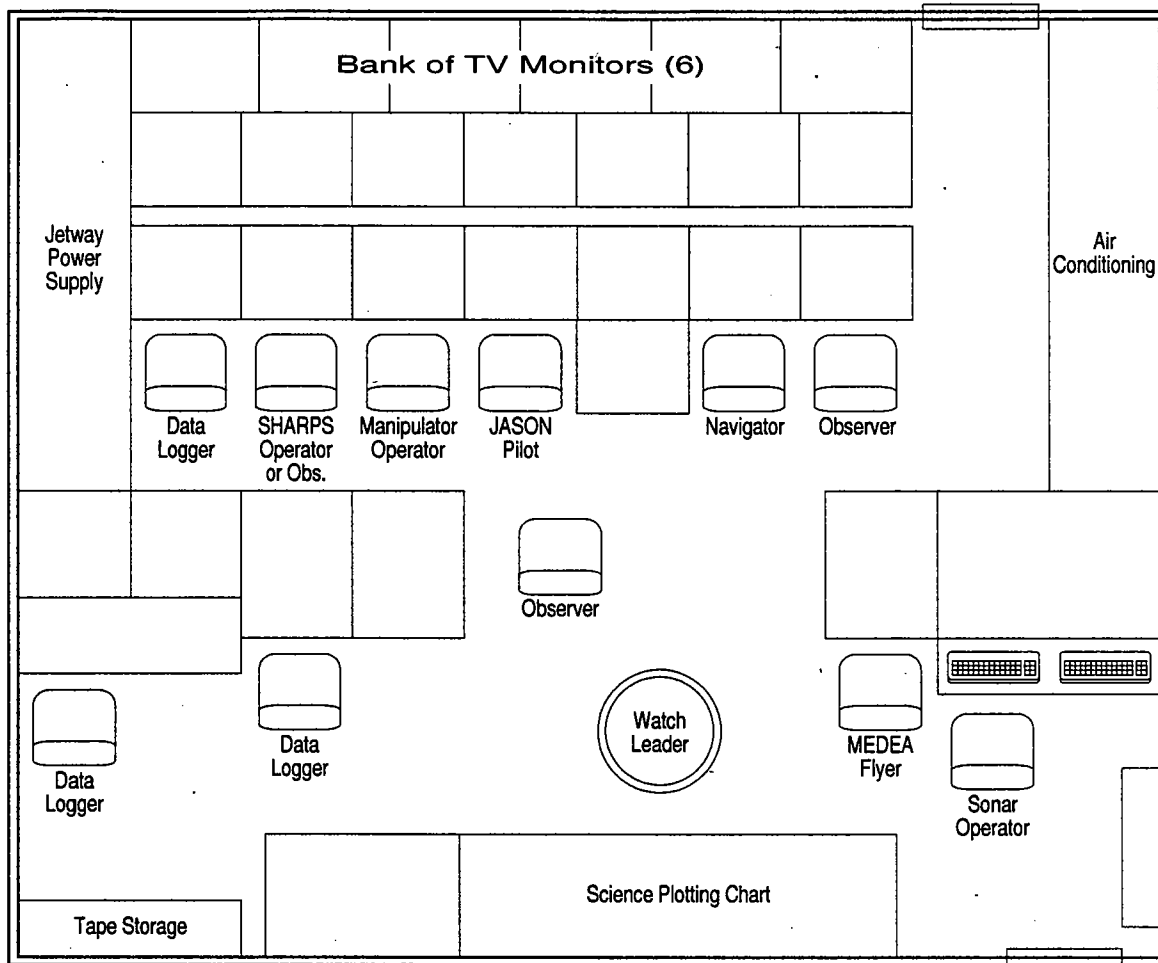 Bank of TV Monitors (6)
Jetway
Power
Supply
Air
Conditioning
Data
Logger
SHARPS
Operator
or Obs.
Manipulator
Operator
JASON
Pilot
Navigator
Observer
Observer
Data
Logger
Data
Logger
Watch
Leader
MEDEA
Flyer
Sonar
Operator
Science Plotting Chart
Tape Storage